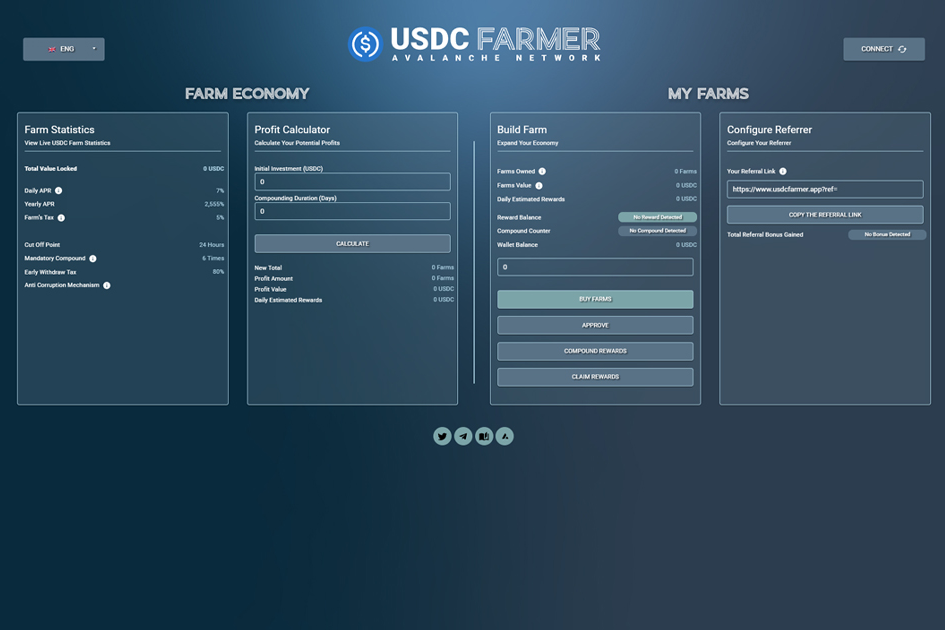 ENG
USDC FARMER
AVALANCHE NETWORK
CONNECT
FARM ECONOMY
MY FARMS
Farm Statistics
View Live USDC Farm Statistics
Total Value Locked 0 USDC
Daily APR 7%
Yearly APR 2,555%
Farm's Tax 5%
Cut Off Point 24 Hours
Mandatory Compound 6 Times
Early Withdraw Tax 80%
Anti Corruption Mechanism
Profit Calculator
Calculate Your Potential Profits
Initial Investment (USDC)
0
Compounding Duration (Days)
0
CALCULATE
New Total 0 Farms
Profit Amount 0 Farms
Profit Value 0 USDC
Daily Estimated Rewards 0 USDC
Build Farm
Expand Your Economy
Farms Owned 0 Farms
Farms Value 0 USDC
Daily Estimated Rewards 0 USDC
Reward Balance No Reward Detected
Compound Counter No Compound Detected
Wallet Balance 0 USDC
0
BUY FARMS
APPROVE
COMPOUND REWARDS
CLAIM REWARDS
Configure Referrer
Configure Your Referrer
Your Referral Link
https://www.usdcfarmer.app?ref=
COPY THE REFERRAL LINK
Total Referral Bonus Gained No Bonus Detected